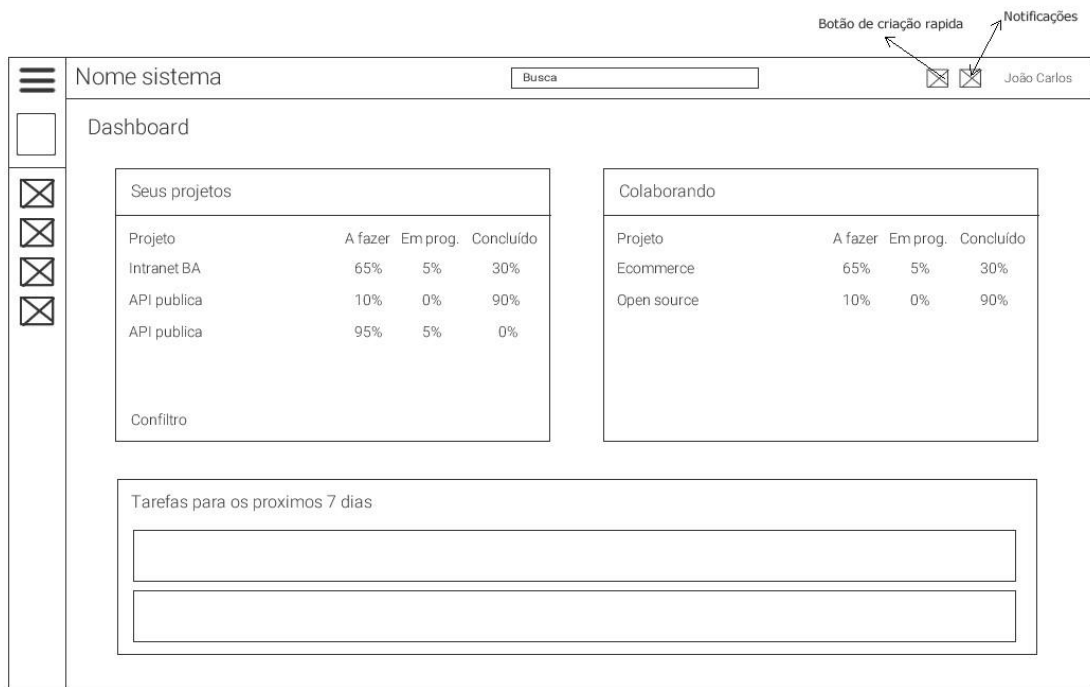 Botão de criação rapida
Notificações
Nome sistema
Busca
João Carlos
Dashboard
Seus projetos
Projeto A fazer Em prog. Concluído
Intranet BA 65% 5% 30%
API publica 10% 0% 90%
API publica 95% 5% 0%
Confiltro
Colaborando
Projeto A fazer Em prog. Concluído
Ecommerce 65% 5% 30%
Open source 10% 0% 90%
Tarefas para os proximos 7 dias